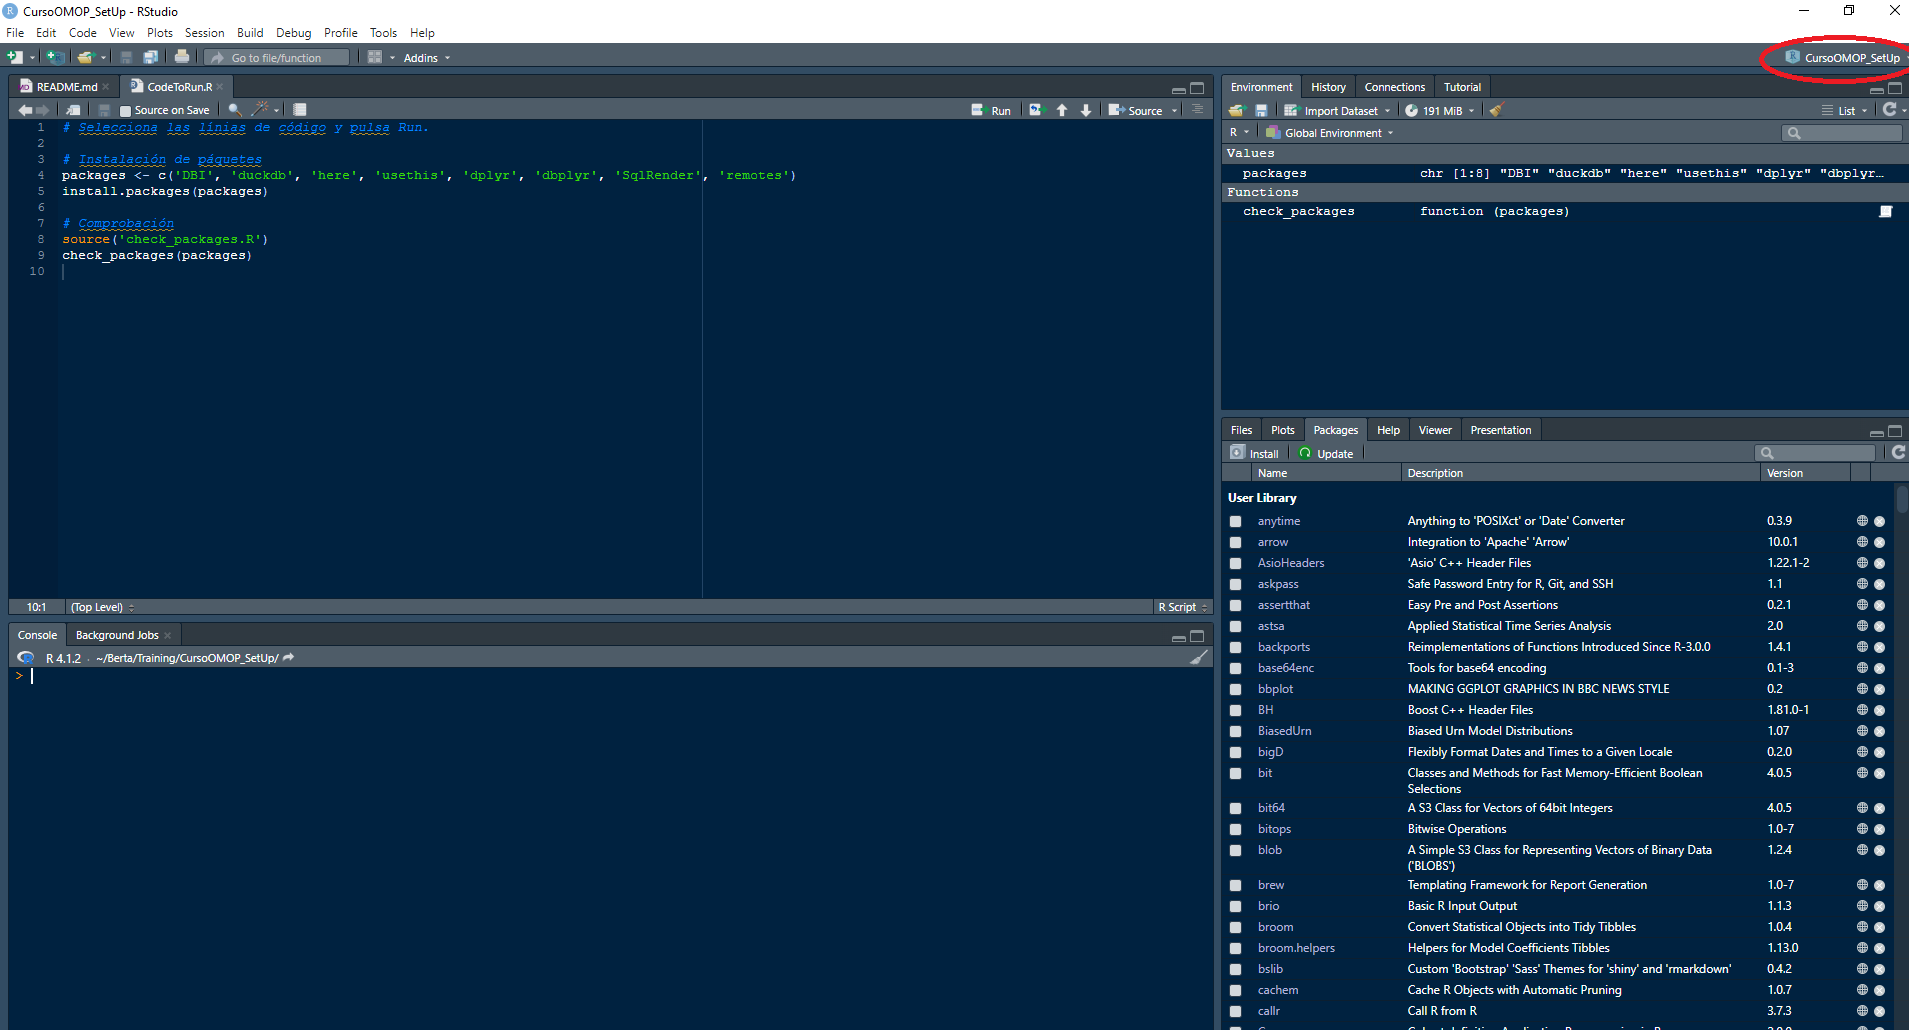 CursoOMOP_SetUp - RStudio
File Edit Code View Plots Session Build Debug Profile Tools Help
Go to file/function Addins CursoOMOP_SetUp
README.md CodeToRun.R
Source on Save Run Source
1 # Selecciona las línias de código y pulsa Run.
2
3 # Instalación de páquetes
4 packages <- c('DBI', 'duckdb', 'here', 'usethis', 'dplyr', 'dbplyr', 'SqlRender', 'remotes')
5 install.packages(packages)
6
7 # Comprobación
8 source('check_packages.R')
9 check_packages(packages)
10
10:1 (Top Level) R Script
Console Background Jobs
R 4.1.2 · ~/Berta/Training/CursoOMOP_SetUp/
>
Environment History Connections Tutorial
Import Dataset 191 MiB List
R Global Environment
Values
packages chr [1:8] "DBI" "duckdb" "here" "usethis" "dplyr" "dbplyr…
Functions
check_packages function (packages)
Files Plots Packages Help Viewer Presentation
Install Update
Name Description Version
User Library
anytime Anything to 'POSIXct' or 'Date' Converter 0.3.9
arrow Integration to 'Apache' 'Arrow' 10.0.1
AsioHeaders 'Asio' C++ Header Files 1.22.1-2
askpass Safe Password Entry for R, Git, and SSH 1.1
assertthat Easy Pre and Post Assertions 0.2.1
astsa Applied Statistical Time Series Analysis 2.0
backports Reimplementations of Functions Introduced Since R-3.0.0 1.4.1
base64enc Tools for base64 encoding 0.1-3
bbplot MAKING GGPLOT GRAPHICS IN BBC NEWS STYLE 0.2
BH Boost C++ Header Files 1.81.0-1
BiasedUrn Biased Urn Model Distributions 1.07
bigD Flexibly Format Dates and Times to a Given Locale 0.2.0
bit Classes and Methods for Fast Memory-Efficient Boolean 4.0.5
Selections
bit64 A S3 Class for Vectors of 64bit Integers 4.0.5
bitops Bitwise Operations 1.0-7
blob A Simple S3 Class for Representing Vectors of Binary Data 1.2.4
('BLOBS')
brew Templating Framework for Report Generation 1.0-7
brio Basic R Input Output 1.1.3
broom Convert Statistical Objects into Tidy Tibbles 1.0.4
broom.helpers Helpers for Model Coefficients Tibbles 1.13.0
bslib Custom 'Bootstrap' 'Sass' Themes for 'shiny' and 'rmarkdown' 0.4.2
cachem Cache R Objects with Automatic Pruning 1.0.7
callr Call R from R 3.7.3